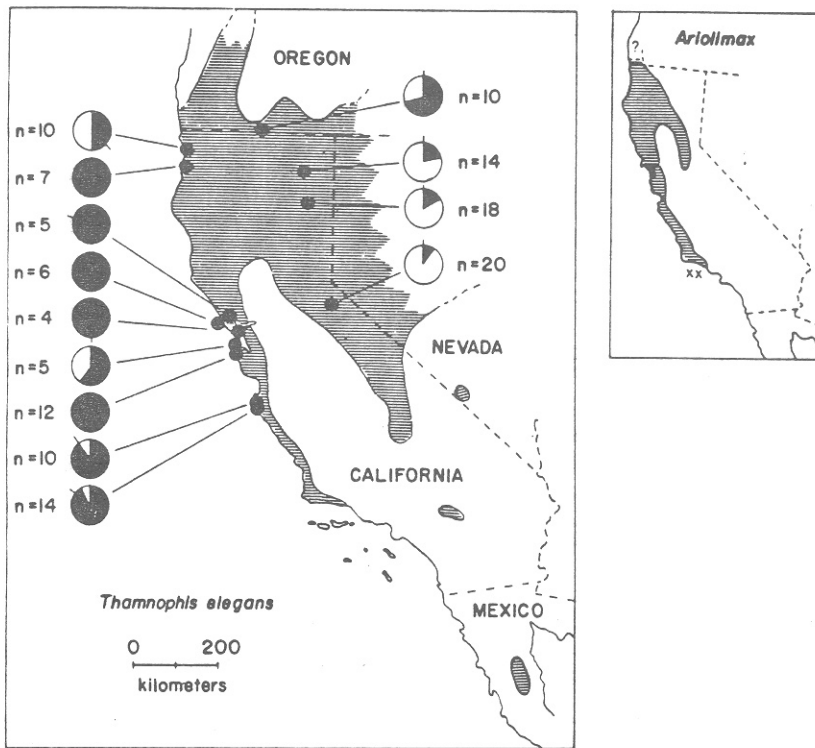 OREGON
n=10
n=14
n=18
n=20
n=10
n=7
n=5
n=6
n=4
n=5
n=12
n=10
n=14
NEVADA
CALIFORNIA
MEXICO
Thamnophis elegans
0 200
kilometers
Ariolimax
?
xx